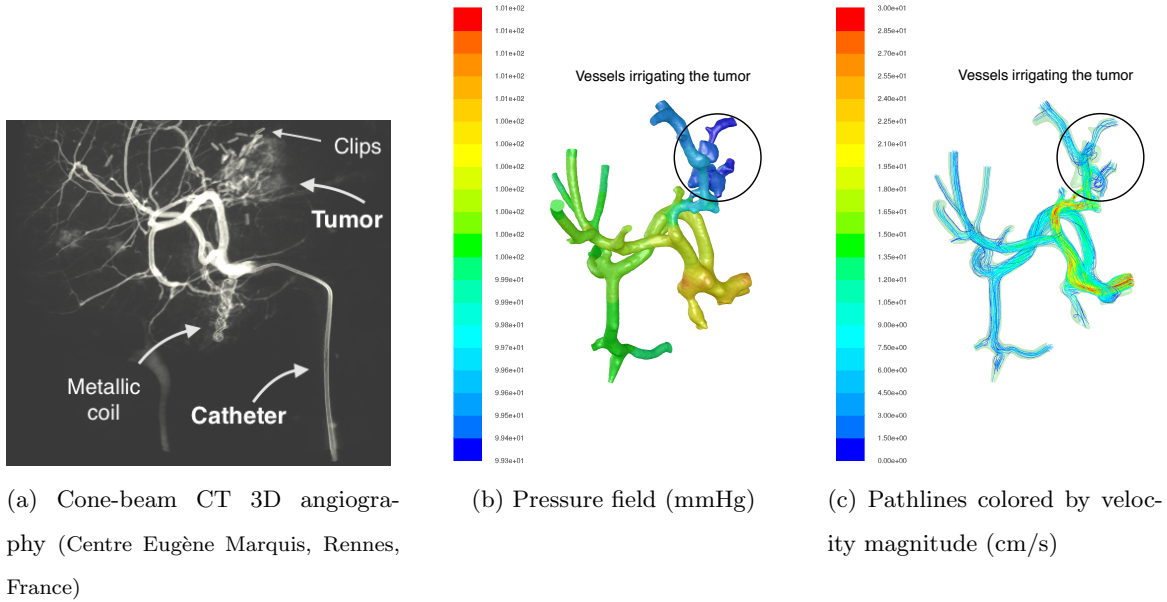 Clips
Tumor
Metallic
coil
Catheter
(a) Cone-beam CT 3D angiogra-
phy (Centre Eugène Marquis, Rennes,
France)
1.01e+02
1.01e+02
1.01e+02
1.01e+02
1.01e+02
1.00e+02
1.00e+02
1.00e+02
1.00e+02
1.00e+02
1.00e+02
1.00e+02
9.99e+01
9.99e+01
9.98e+01
9.97e+01
9.96e+01
9.96e+01
9.95e+01
9.94e+01
9.93e+01
Vessels irrigating the tumor
(b) Pressure field (mmHg)
3.00e+01
2.85e+01
2.70e+01
2.55e+01
2.40e+01
2.25e+01
2.10e+01
1.95e+01
1.80e+01
1.65e+01
1.50e+01
1.35e+01
1.20e+01
1.05e+01
9.00e+00
7.50e+00
6.00e+00
4.50e+00
3.00e+00
1.50e+00
0.00e+00
Vessels irrigating the tumor
(c) Pathlines colored by veloc-
ity magnitude (cm/s)